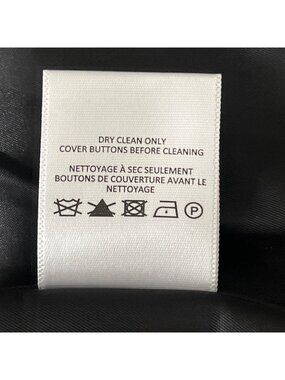 DRY CLEAN ONLY
COVER BUTTONS BEFORE CLEANING
NETTOYAGE À SEC SEULEMENT
BOUTONS DE COUVERTURE AVANT LE
NETTOYAGE
P